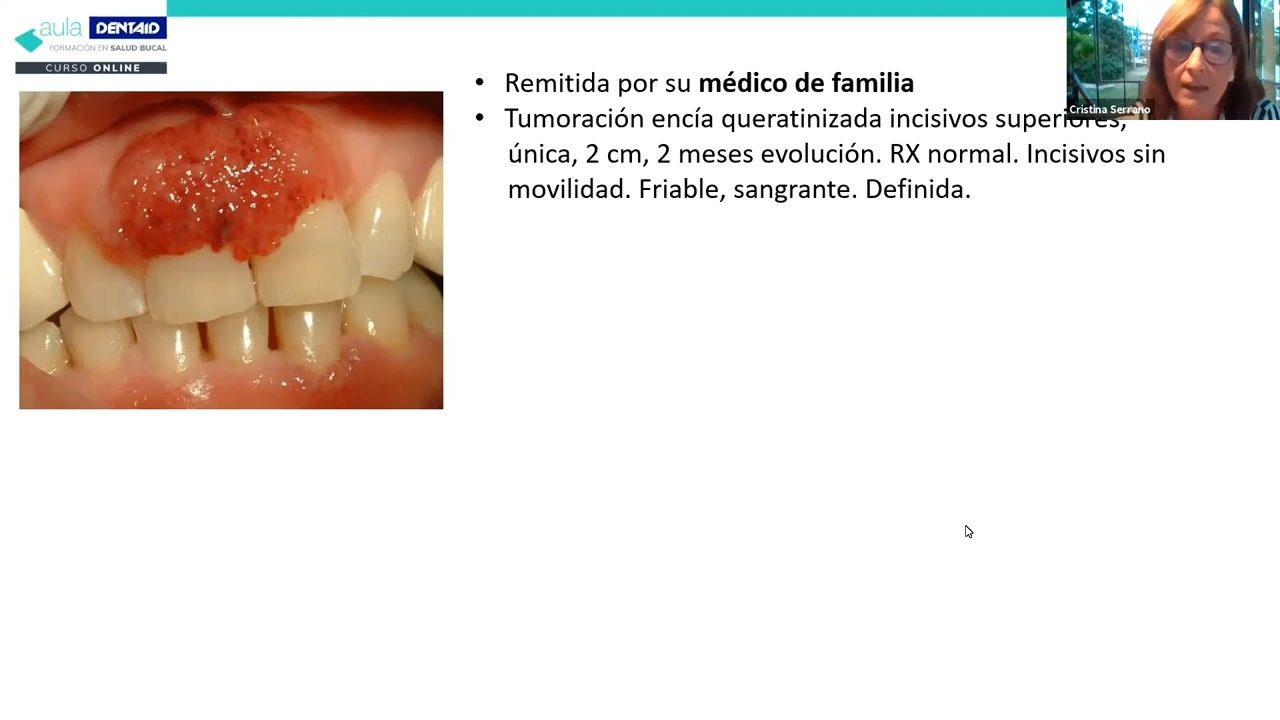 aula DENTAID
FORMACIÓN EN SALUD BUCAL
CURSO ONLINE
• Remitida por su médico de familia
Cristina Serrano
• Tumoración encía queratinizada incisivos superiores,
única, 2 cm, 2 meses evolución. RX normal. Incisivos sin
movilidad. Friable, sangrante. Definida.